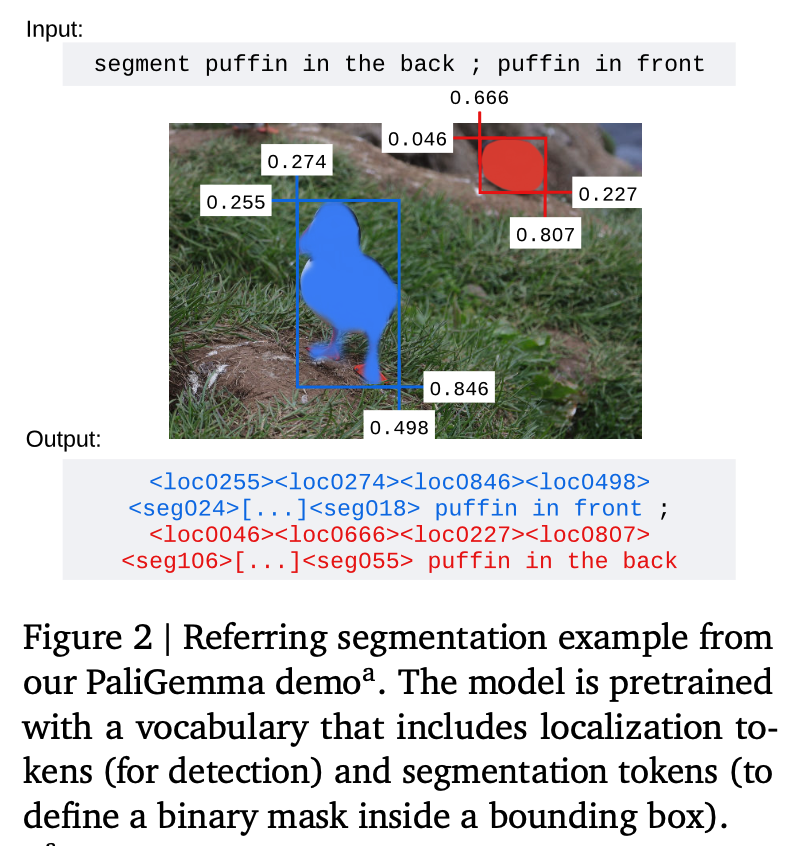 Input:
segment puffin in the back ; puffin in front
0.666
0.046
0.274
0.255
0.227
0.807
0.846
0.498
Output:
<loc0255><loc0274><loc0846><loc0498>
<seg024>[...]<seg018> puffin in front ;
<loc0046><loc0666><loc0227><loc0807>
<seg106>[...]<seg055> puffin in the back
Figure 2 | Referring segmentation example from
our PaliGemma demoᵃ. The model is pretrained
with a vocabulary that includes localization to-
kens (for detection) and segmentation tokens (to
define a binary mask inside a bounding box).